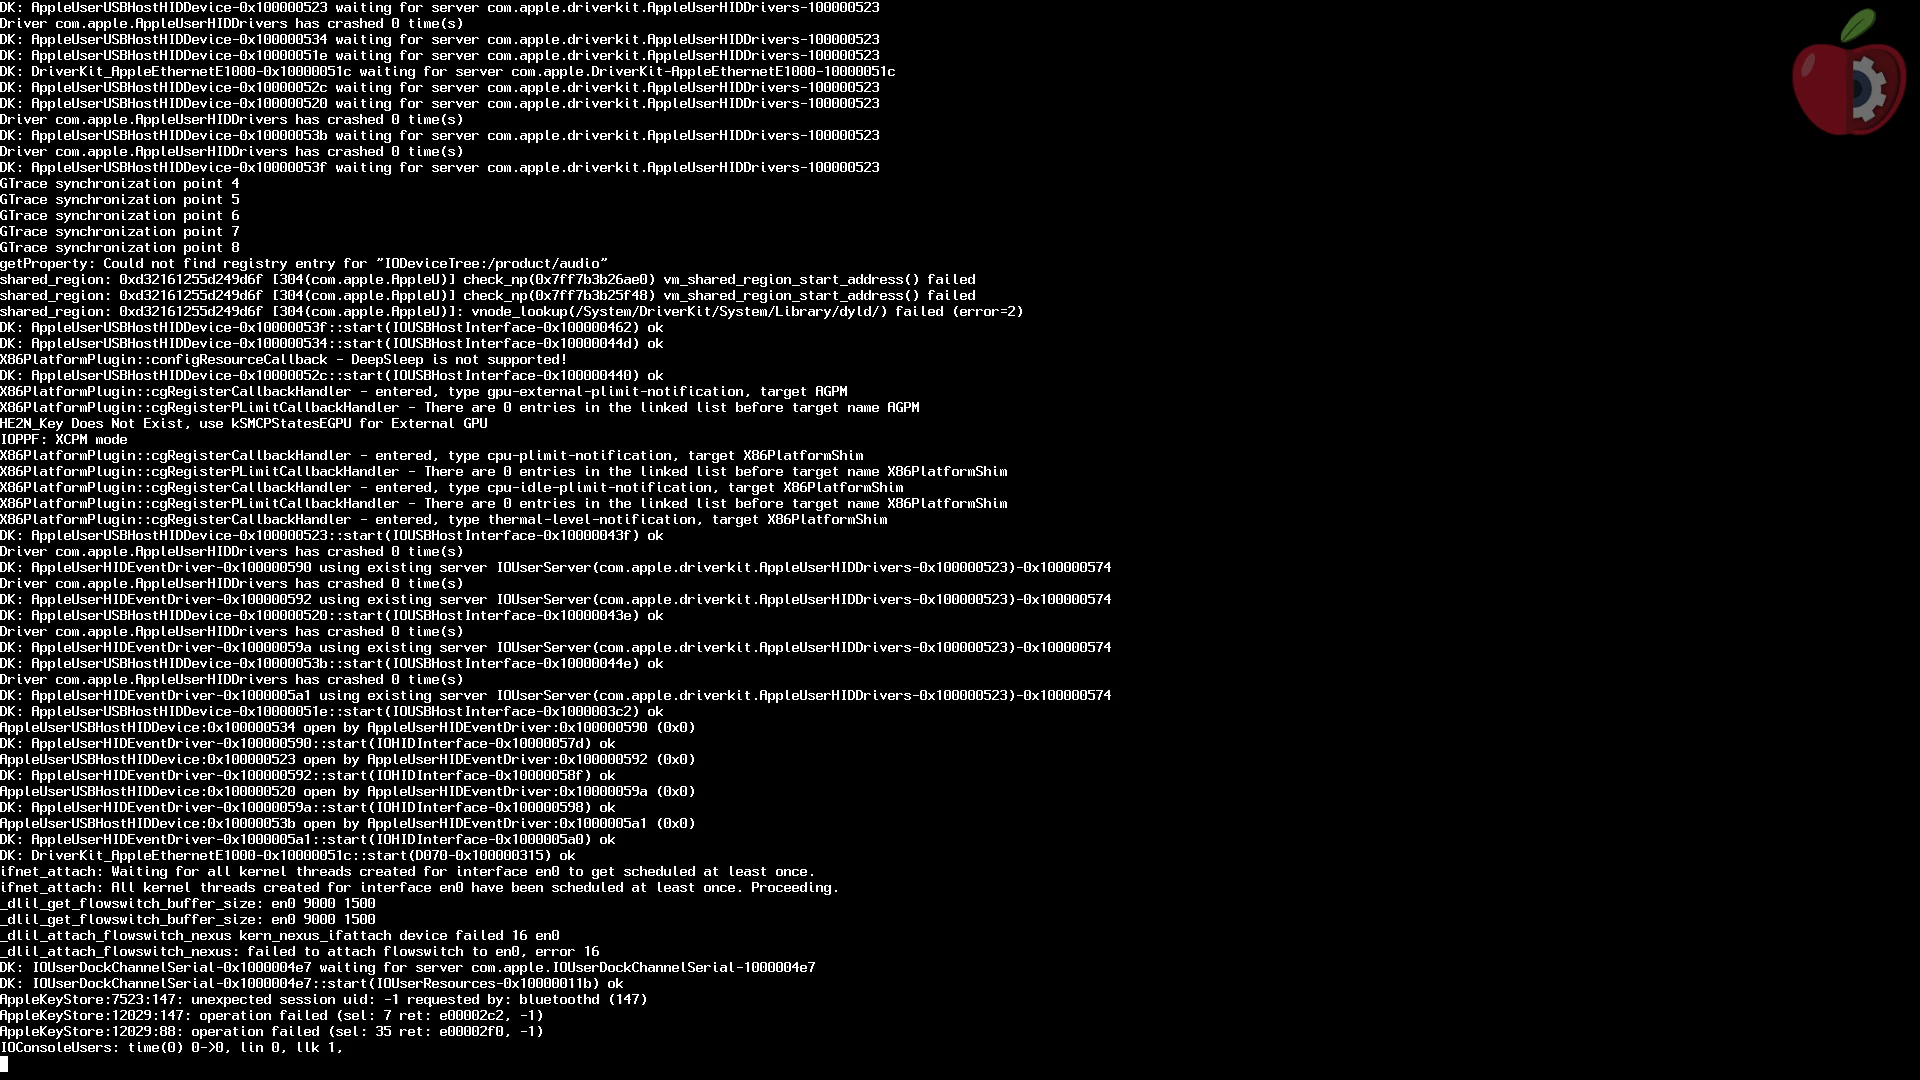 DK: AppleUserUSBHostHIDDevice-0x100000523 waiting for server com.apple.driverkit.AppleUserHIDDrivers-100000523
Driver com.apple.AppleUserHIDDrivers has crashed 0 time(s)
DK: AppleUserUSBHostHIDDevice-0x100000534 waiting for server com.apple.driverkit.AppleUserHIDDrivers-100000523
DK: AppleUserUSBHostHIDDevice-0x10000051e waiting for server com.apple.driverkit.AppleUserHIDDrivers-100000523
DK: DriverKit_AppleEthernetE1000-0x10000051c waiting for server com.apple.DriverKit-AppleEthernetE1000-10000051c
DK: AppleUserUSBHostHIDDevice-0x10000052c waiting for server com.apple.driverkit.AppleUserHIDDrivers-100000523
DK: AppleUserUSBHostHIDDevice-0x100000520 waiting for server com.apple.driverkit.AppleUserHIDDrivers-100000523
Driver com.apple.AppleUserHIDDrivers has crashed 0 time(s)
DK: AppleUserUSBHostHIDDevice-0x10000053b waiting for server com.apple.driverkit.AppleUserHIDDrivers-100000523
Driver com.apple.AppleUserHIDDrivers has crashed 0 time(s)
DK: AppleUserUSBHostHIDDevice-0x10000053f waiting for server com.apple.driverkit.AppleUserHIDDrivers-100000523
GTrace synchronization point 4
GTrace synchronization point 5
GTrace synchronization point 6
GTrace synchronization point 7
GTrace synchronization point 8
getProperty: Could not find registry entry for "IODeviceTree:/product/audio"
shared_region: 0xd32161255d249d6f [304(com.apple.AppleU)] check_np(0x7ff7b3b26ae0) vm_shared_region_start_address() failed
shared_region: 0xd32161255d249d6f [304(com.apple.AppleU)] check_np(0x7ff7b3b25f48) vm_shared_region_start_address() failed
shared_region: 0xd32161255d249d6f [304(com.apple.AppleU)]: vnode_lookup(/System/DriverKit/System/Library/dyld/) failed (error=2)
DK: AppleUserUSBHostHIDDevice-0x10000053f::start(IOUSBHostInterface-0x100000462) ok
DK: AppleUserUSBHostHIDDevice-0x100000534::start(IOUSBHostInterface-0x10000044d) ok
X86PlatformPlugin::configResourceCallback - DeepSleep is not supported!
DK: AppleUserUSBHostHIDDevice-0x10000052c::start(IOUSBHostInterface-0x100000440) ok
X86PlatformPlugin::cgRegisterCallbackHandler - entered, type gpu-external-plimit-notification, target AGPM
X86PlatformPlugin::cgRegisterPLimitCallbackHandler - There are 0 entries in the linked list before target name AGPM
HE2N_Key Does Not Exist, use kSMCPStatesEGPU for External GPU
IOPPF: XCPM mode
X86PlatformPlugin::cgRegisterCallbackHandler - entered, type cpu-plimit-notification, target X86PlatformShim
X86PlatformPlugin::cgRegisterPLimitCallbackHandler - There are 0 entries in the linked list before target name X86PlatformShim
X86PlatformPlugin::cgRegisterCallbackHandler - entered, type cpu-idle-plimit-notification, target X86PlatformShim
X86PlatformPlugin::cgRegisterPLimitCallbackHandler - There are 0 entries in the linked list before target name X86PlatformShim
X86PlatformPlugin::cgRegisterCallbackHandler - entered, type thermal-level-notification, target X86PlatformShim
DK: AppleUserUSBHostHIDDevice-0x100000523::start(IOUSBHostInterface-0x10000043f) ok
Driver com.apple.AppleUserHIDDrivers has crashed 0 time(s)
DK: AppleUserHIDEventDriver-0x100000590 using existing server IOUserServer(com.apple.driverkit.AppleUserHIDDrivers-0x100000523)-0x100000574
Driver com.apple.AppleUserHIDDrivers has crashed 0 time(s)
DK: AppleUserHIDEventDriver-0x100000592 using existing server IOUserServer(com.apple.driverkit.AppleUserHIDDrivers-0x100000523)-0x100000574
DK: AppleUserUSBHostHIDDevice-0x100000520::start(IOUSBHostInterface-0x10000043e) ok
Driver com.apple.AppleUserHIDDrivers has crashed 0 time(s)
DK: AppleUserHIDEventDriver-0x10000059a using existing server IOUserServer(com.apple.driverkit.AppleUserHIDDrivers-0x100000523)-0x100000574
DK: AppleUserUSBHostHIDDevice-0x10000053b::start(IOUSBHostInterface-0x10000044e) ok
Driver com.apple.AppleUserHIDDrivers has crashed 0 time(s)
DK: AppleUserHIDEventDriver-0x1000005a1 using existing server IOUserServer(com.apple.driverkit.AppleUserHIDDrivers-0x100000523)-0x100000574
DK: AppleUserUSBHostHIDDevice-0x10000051e::start(IOUSBHostInterface-0x1000003c2) ok
AppleUserUSBHostHIDDevice:0x100000534 open by AppleUserHIDEventDriver:0x100000590 (0x0)
DK: AppleUserHIDEventDriver-0x100000590::start(IOHIDInterface-0x10000057d) ok
AppleUserUSBHostHIDDevice:0x100000523 open by AppleUserHIDEventDriver:0x100000592 (0x0)
DK: AppleUserHIDEventDriver-0x100000592::start(IOHIDInterface-0x10000058f) ok
AppleUserUSBHostHIDDevice:0x100000520 open by AppleUserHIDEventDriver:0x10000059a (0x0)
DK: AppleUserHIDEventDriver-0x10000059a::start(IOHIDInterface-0x100000598) ok
AppleUserUSBHostHIDDevice:0x10000053b open by AppleUserHIDEventDriver:0x1000005a1 (0x0)
DK: AppleUserHIDEventDriver-0x1000005a1::start(IOHIDInterface-0x1000005a0) ok
DK: DriverKit_AppleEthernetE1000-0x10000051c::start(D070-0x100000315) ok
ifnet_attach: Waiting for all kernel threads created for interface en0 to get scheduled at least once.
ifnet_attach: All kernel threads created for interface en0 have been scheduled at least once. Proceeding.
_dlil_get_flowswitch_buffer_size: en0 9000 1500
_dlil_get_flowswitch_buffer_size: en0 9000 1500
_dlil_attach_flowswitch_nexus kern_nexus_ifattach device failed 16 en0
_dlil_attach_flowswitch_nexus: failed to attach flowswitch to en0, error 16
DK: IOUserDockChannelSerial-0x1000004e7 waiting for server com.apple.IOUserDockChannelSerial-1000004e7
DK: IOUserDockChannelSerial-0x1000004e7::start(IOUserResources-0x10000011b) ok
AppleKeyStore:7523:147: unexpected session uid: -1 requested by: bluetoothd (147)
AppleKeyStore:12029:147: operation failed (sel: 7 ret: e00002c2, -1)
AppleKeyStore:12029:88: operation failed (sel: 35 ret: e00002f0, -1)
IOConsoleUsers: time(0) 0->0, lin 0, llk 1,